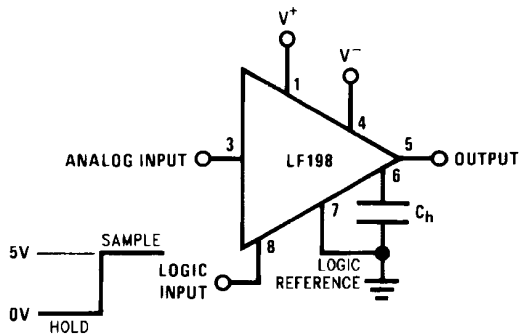 V+
V−
1
4
3
5
ANALOG INPUT
LF198
OUTPUT
6
7
Ch
8
5V
SAMPLE
LOGIC
INPUT
LOGIC
REFERENCE
0V
HOLD